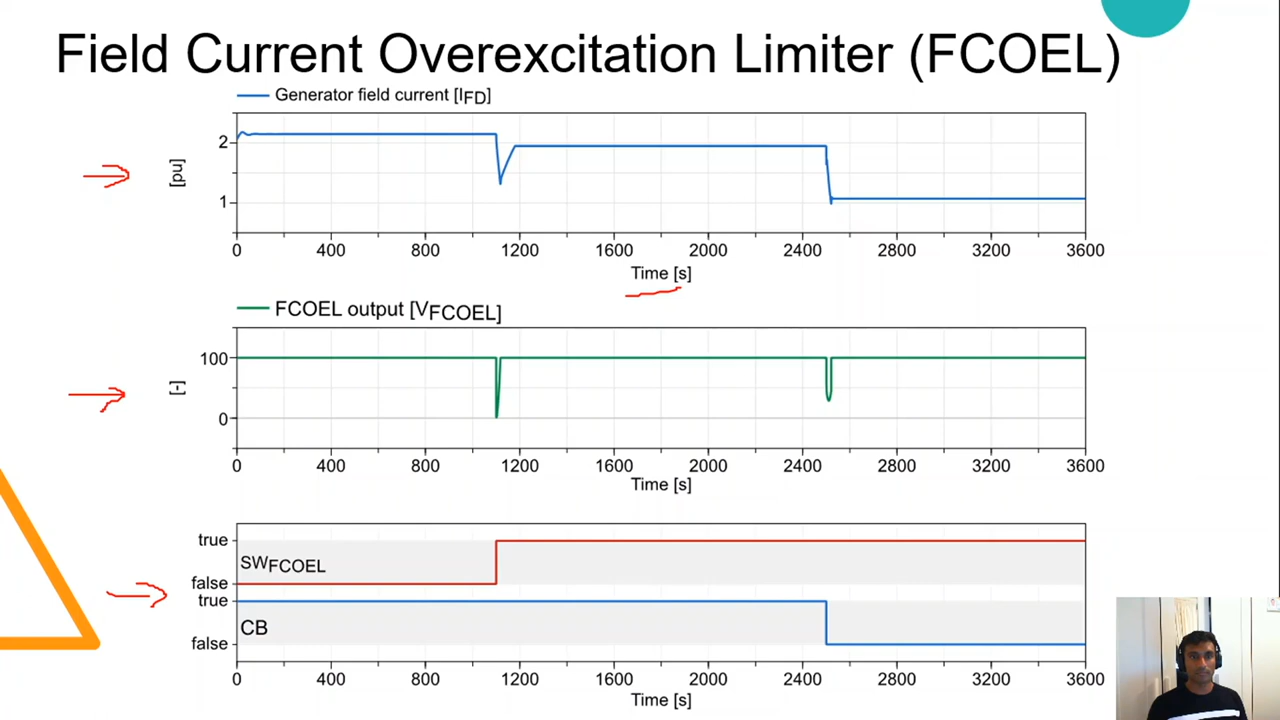 Field Current Overexcitation Limiter (FCOEL)
Generator field current [IFD]
[pu]
2
1
0 400 800 1200 1600 2000 2400 2800 3200 3600
Time [s]
FCOEL output [VFCOEL]
[-]
100
0
0 400 800 1200 1600 2000 2400 2800 3200 3600
Time [s]
true
SWFCOEL
false
true
CB
false
0 400 800 1200 1600 2000 2400 2800 3200 3600
Time [s]